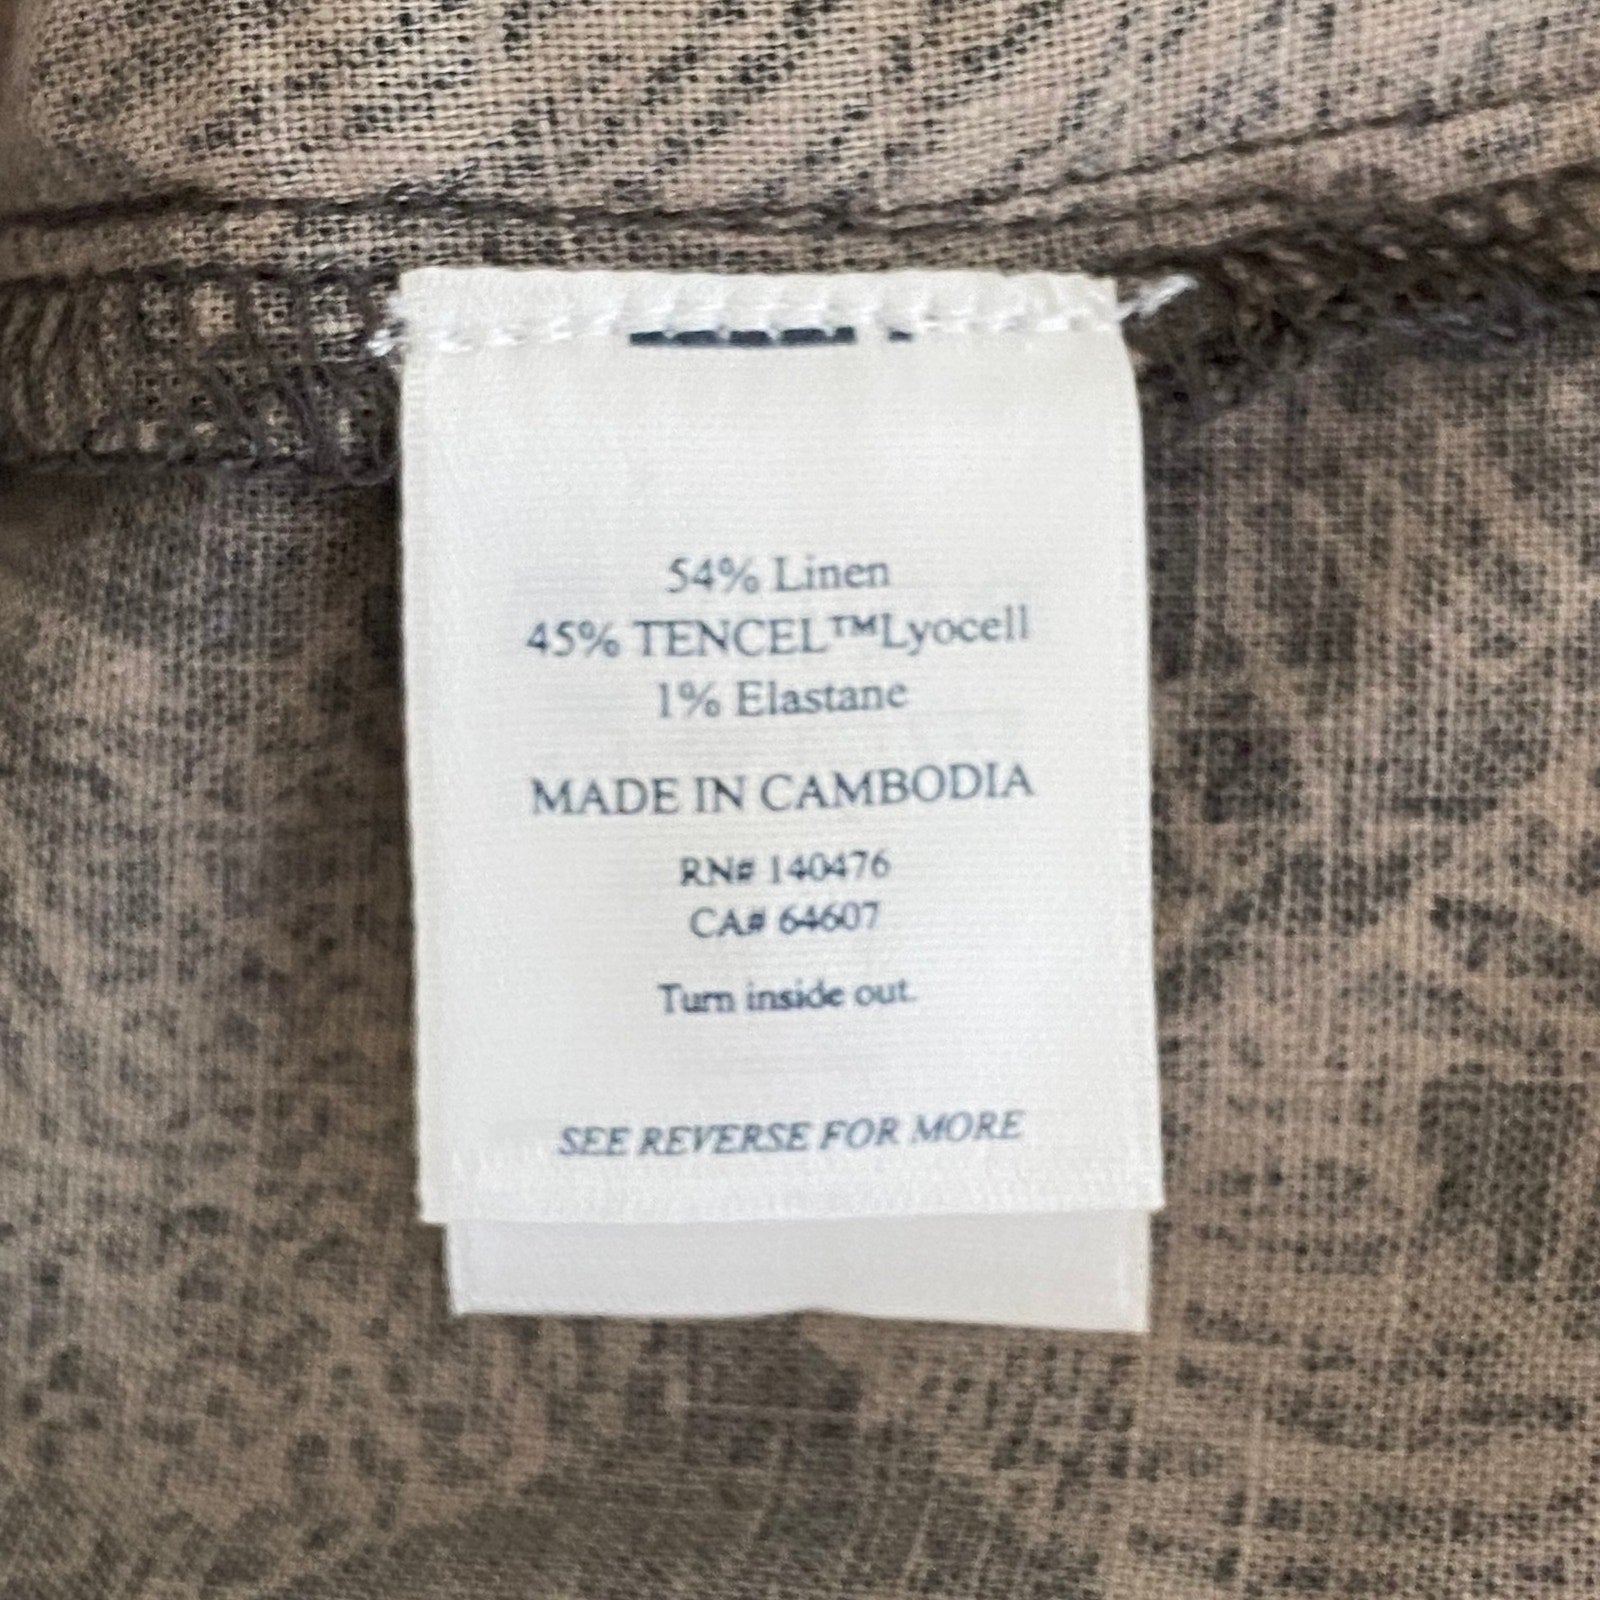 54% Linen
45% TENCEL™Lyocell
1% Elastane
MADE IN CAMBODIA
RN# 140476
CA# 64607
Turn inside out.
SEE REVERSE FOR MORE